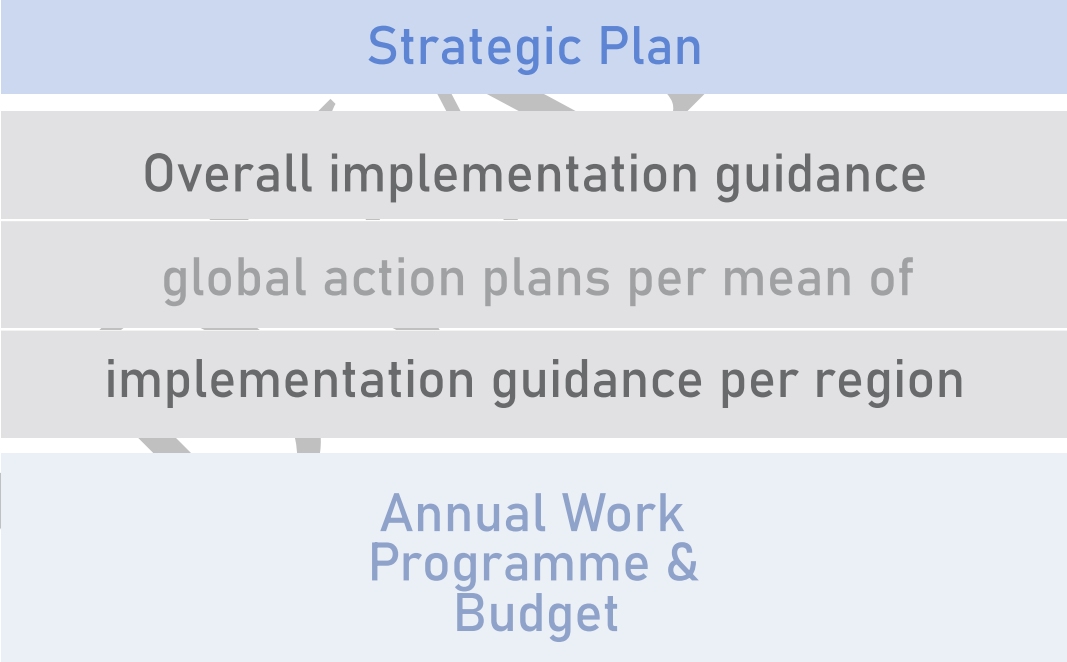 Strategic Plan
Overall implementation guidance
global action plans per mean of
implementation guidance per region
Annual Work
Programme &
Budget